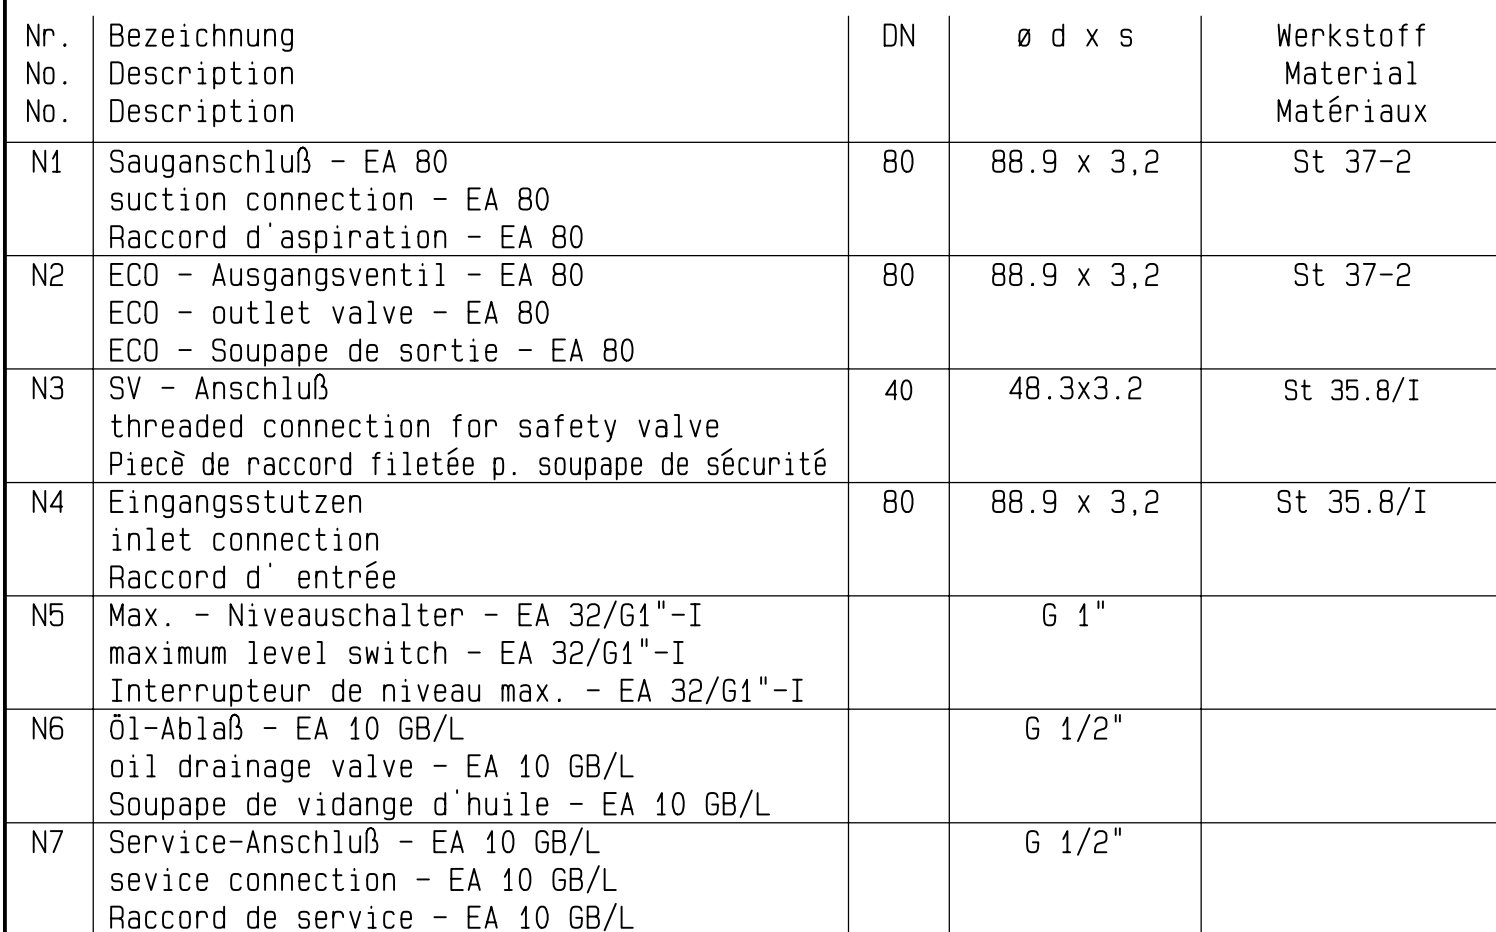 Nr. Bezeichnung DN ø d x s Werkstoff
No. Description Material
No. Description Matériaux
N1 Sauganschluß - EA 80 80 88.9 x 3,2 St 37-2
suction connection - EA 80
Raccord d'aspiration - EA 80
N2 ECO - Ausgangsventil - EA 80 80 88.9 x 3,2 St 37-2
ECO - outlet valve - EA 80
ECO - Soupape de sortie - EA 80
N3 SV - Anschluß 40 48.3x3.2 St 35.8/I
threaded connection for safety valve
Piecè de raccord filetée p. soupape de sécurité
N4 Eingangsstutzen 80 88.9 x 3,2 St 35.8/I
inlet connection
Raccord d' entrée
N5 Max. - Niveauschalter - EA 32/G1"-I G 1"
maximum level switch - EA 32/G1"-I
Interrupteur de niveau max. - EA 32/G1"-I
N6 Öl-Ablaß - EA 10 GB/L G 1/2"
oil drainage valve - EA 10 GB/L
Soupape de vidange d'huile - EA 10 GB/L
N7 Service-Anschluß - EA 10 GB/L G 1/2"
sevice connection - EA 10 GB/L
Raccord de service - EA 10 GB/L